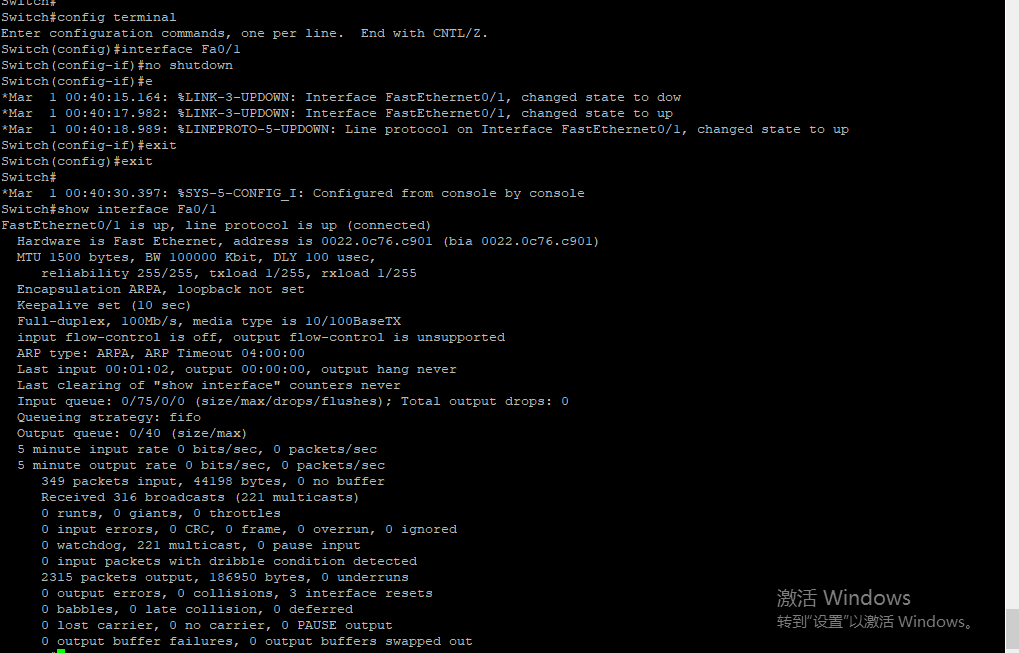 Switch#
Switch#config terminal
Enter configuration commands, one per line.  End with CNTL/Z.
Switch(config)#interface Fa0/1
Switch(config-if)#no shutdown
Switch(config-if)#e
*Mar  1 00:40:15.164: %LINK-3-UPDOWN: Interface FastEthernet0/1, changed state to dow
*Mar  1 00:40:17.982: %LINK-3-UPDOWN: Interface FastEthernet0/1, changed state to up
*Mar  1 00:40:18.989: %LINEPROTO-5-UPDOWN: Line protocol on Interface FastEthernet0/1, changed state to up
Switch(config-if)#exit
Switch(config)#exit
Switch#
*Mar  1 00:40:30.397: %SYS-5-CONFIG_I: Configured from console by console
Switch#show interface Fa0/1
FastEthernet0/1 is up, line protocol is up (connected)
  Hardware is Fast Ethernet, address is 0022.0c76.c901 (bia 0022.0c76.c901)
  MTU 1500 bytes, BW 100000 Kbit, DLY 100 usec,
     reliability 255/255, txload 1/255, rxload 1/255
  Encapsulation ARPA, loopback not set
  Keepalive set (10 sec)
  Full-duplex, 100Mb/s, media type is 10/100BaseTX
  input flow-control is off, output flow-control is unsupported
  ARP type: ARPA, ARP Timeout 04:00:00
  Last input 00:01:02, output 00:00:00, output hang never
  Last clearing of "show interface" counters never
  Input queue: 0/75/0/0 (size/max/drops/flushes); Total output drops: 0
  Queueing strategy: fifo
  Output queue: 0/40 (size/max)
  5 minute input rate 0 bits/sec, 0 packets/sec
  5 minute output rate 0 bits/sec, 0 packets/sec
     349 packets input, 44198 bytes, 0 no buffer
     Received 316 broadcasts (221 multicasts)
     0 runts, 0 giants, 0 throttles
     0 input errors, 0 CRC, 0 frame, 0 overrun, 0 ignored
     0 watchdog, 221 multicast, 0 pause input
     0 input packets with dribble condition detected
     2315 packets output, 186950 bytes, 0 underruns
     0 output errors, 0 collisions, 3 interface resets
     0 babbles, 0 late collision, 0 deferred
     0 lost carrier, 0 no carrier, 0 PAUSE output
     0 output buffer failures, 0 output buffers swapped out
激活 Windows
转到"设置"以激活 Windows。